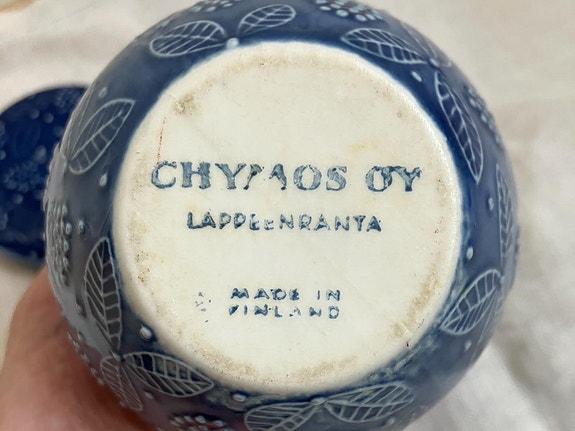 CHYMOS OY
LAPPEENRANTA
MADE IN
FINLAND